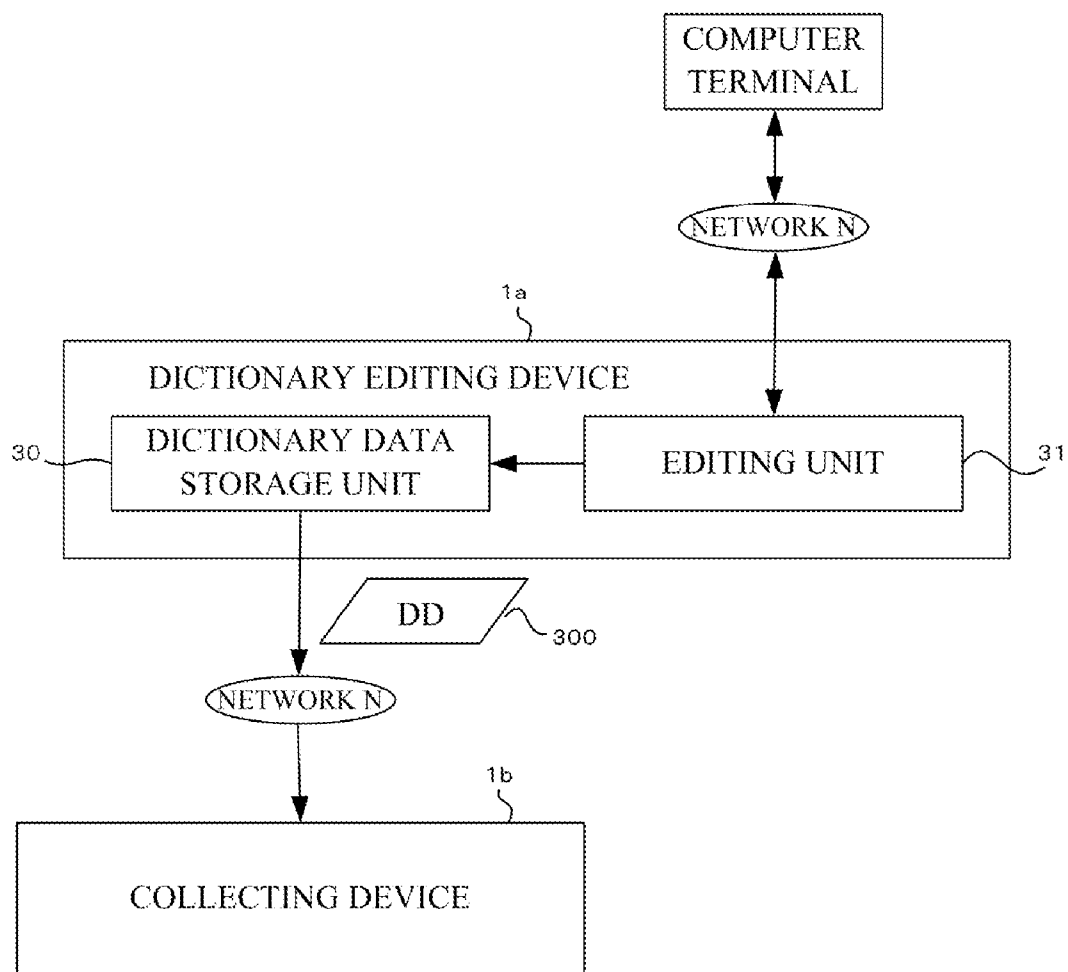 COMPUTER
TERMINAL
NETWORK N
1a
DICTIONARY EDITING DEVICE
30
DICTIONARY DATA
STORAGE UNIT
EDITING UNIT
31
DD
300
NETWORK N
1b
COLLECTING DEVICE